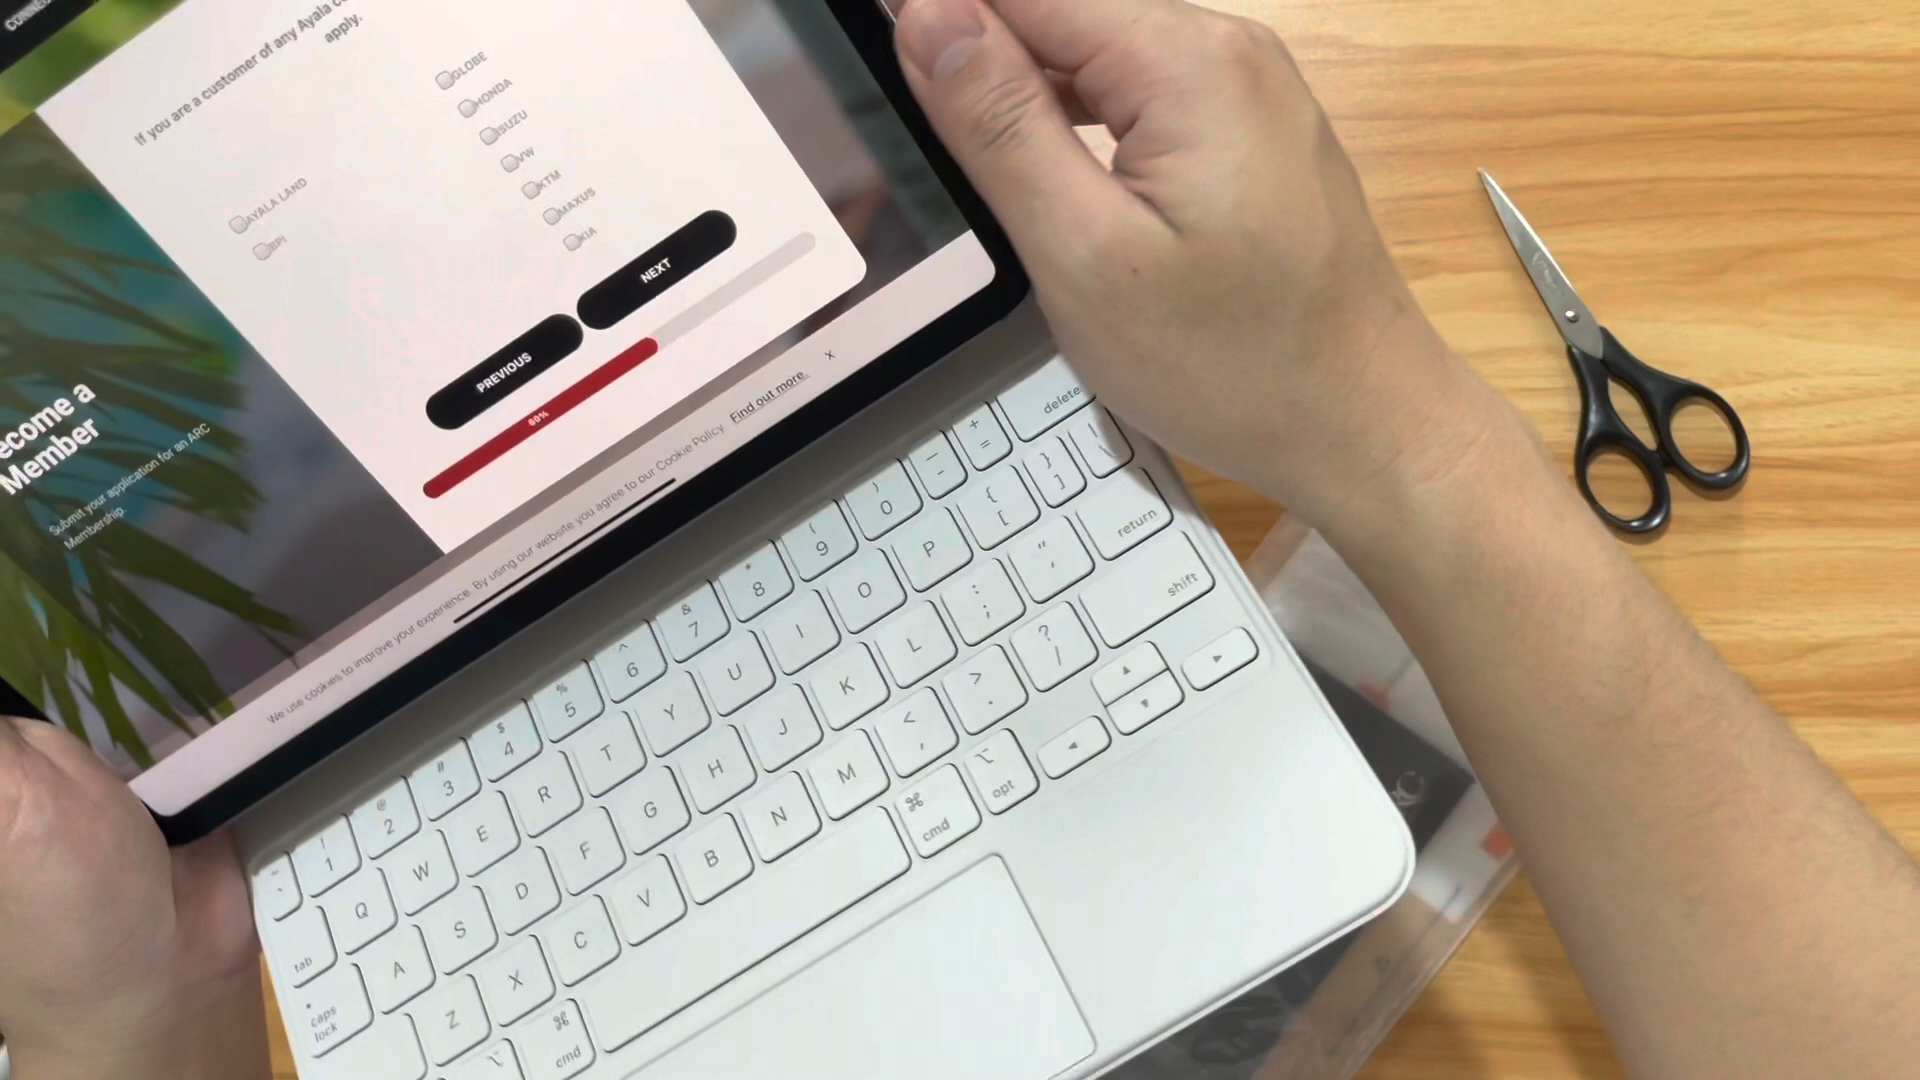 If you are a customer of any Ayala
apply.
AYALA LAND
BPI
GLOBE
HONDA
ISUZU
VW
KTM
MAXUS
KIA
PREVIOUS
NEXT
60%
ecome a
Member
Submit your application for an ARC
Membership.
We use cookies to improve your experience. By using our website you agree to our Cookie Policy Find out more. X
! 1 @ 2 # 3 $ 4 % 5 ^ 6 & 7 * 8 ( 9 ) 0 _ - + = delete
tab Q W E R T Y U I O P { [ } ] | \
caps lock A S D F G H J K L : ; " ' return
Z X C V B N M < , > . ? / shift
⌥ ⌘ cmd ⌘ cmd ⌥ opt ◀ ▲ ▼ ▶